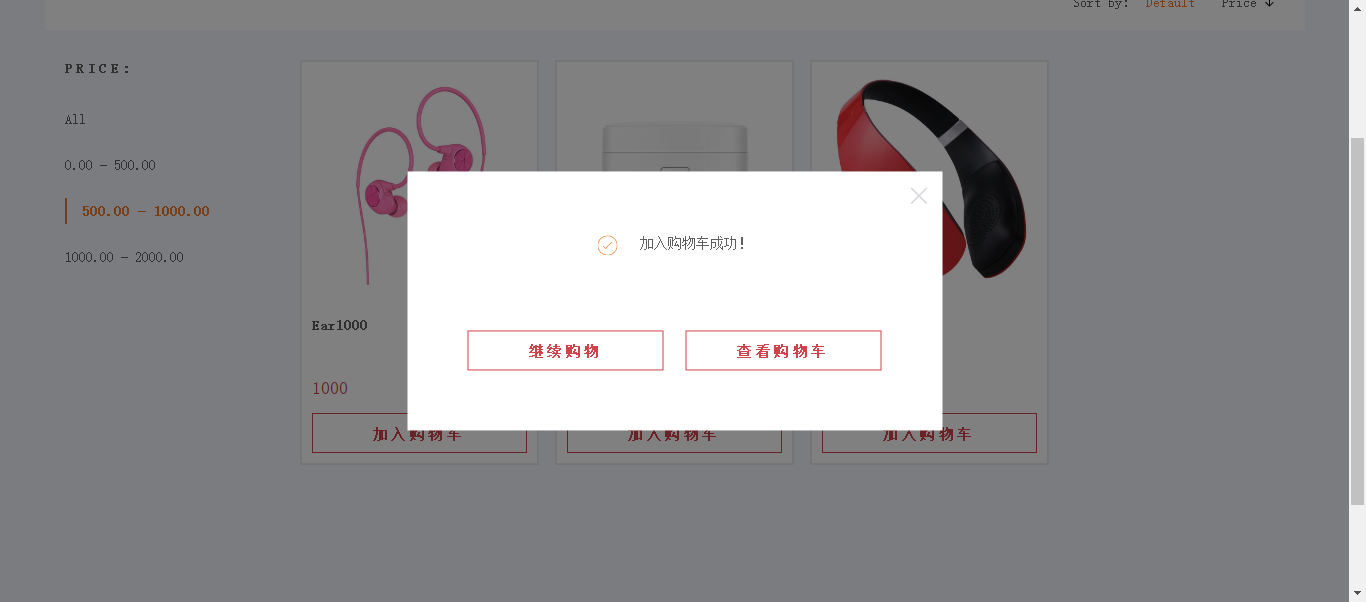 Sort by: Default Price ↓
PRICE:
All
0.00 - 500.00
500.00 - 1000.00
1000.00 - 2000.00
加入购物车成功!
继续购物 查看购物车
Ear1000
1000
加入购物车 加入购物车 加入购物车